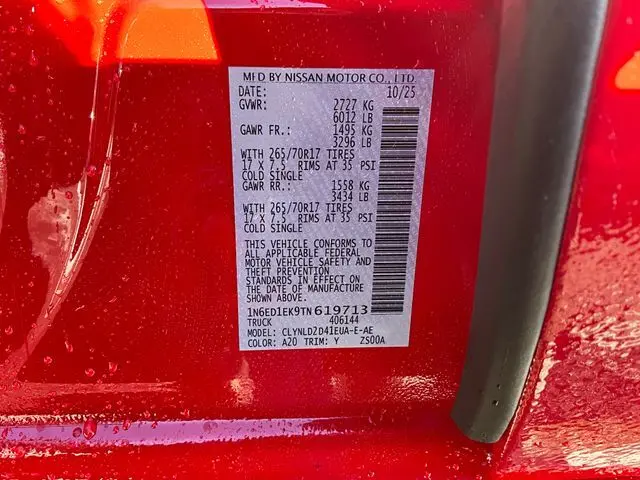 MFD BY NISSAN MOTOR CO., LTD.
DATE: 10/25
GVWR: 2727 KG
6012 LB
GAWR FR.: 1495 KG
3296 LB
WITH 265/70R17 TIRES
17 X 7.5 RIMS AT 35 PSI
COLD SINGLE
GAWR RR.: 1558 KG
3434 LB
WITH 265/70R17 TIRES
17 X 7.5 RIMS AT 35 PSI
COLD SINGLE
THIS VEHICLE CONFORMS TO
ALL APPLICABLE FEDERAL
MOTOR VEHICLE SAFETY AND
THEFT PREVENTION
STANDARDS IN EFFECT ON
THE DATE OF MANUFACTURE
SHOWN ABOVE.
1N6ED1EK9TN619713
TRUCK 406144
MODEL: CLYNLD2D41EUA-E-AE
COLOR: A20 TRIM: Y ZS00A